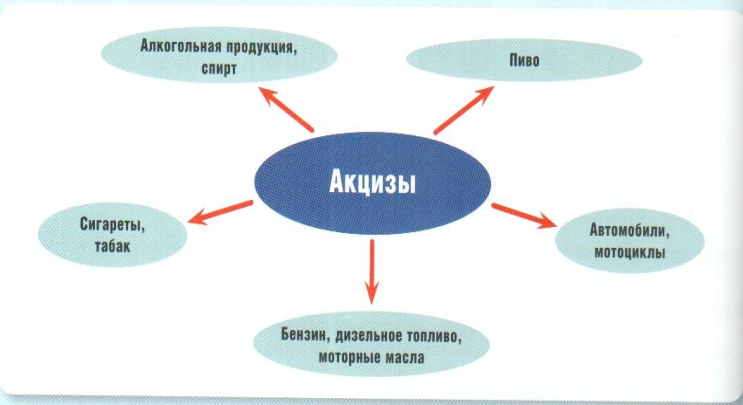 Алкогольная продукция,
спирт
Пиво
Акцизы
Сигареты,
табак
Автомобили,
мотоциклы
Бензин, дизельное топливо,
моторные масла